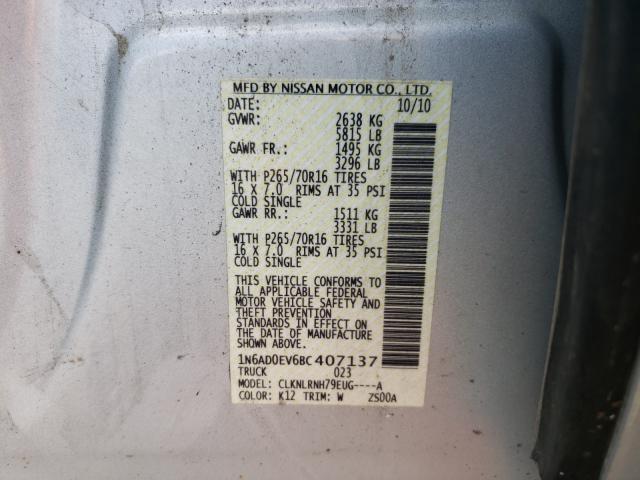 MFD BY NISSAN MOTOR CO., LTD.
DATE: 10/10
GVWR: 2638 KG
5815 LB
GAWR FR.: 1495 KG
3296 LB
WITH P265/70R16 TIRES
16 X 7.0 RIMS AT 35 PSI
COLD SINGLE
GAWR RR.: 1511 KG
3331 LB
WITH P265/70R16 TIRES
16 X 7.0 RIMS AT 35 PSI
COLD SINGLE
THIS VEHICLE CONFORMS TO
ALL APPLICABLE FEDERAL
MOTOR VEHICLE SAFETY AND
THEFT PREVENTION
STANDARDS IN EFFECT ON
THE DATE OF MANUFACTURE
SHOWN ABOVE.
1N6AD0EV6BC407137
TRUCK 023
MODEL: CLKNLRNH79EUG----A
COLOR: K12 TRIM: W ZS00A